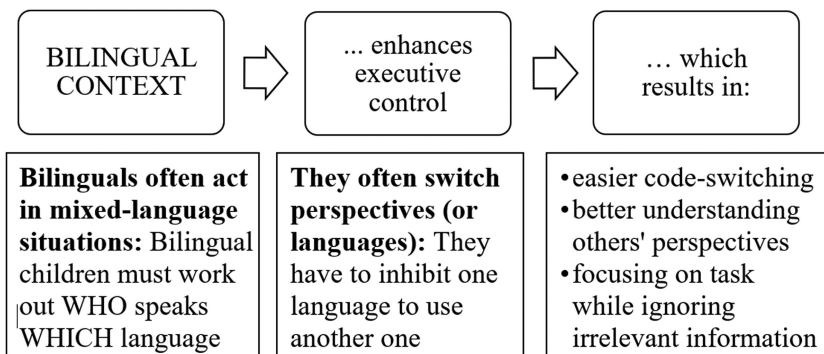 BILINGUAL
CONTEXT
... enhances
executive
control
… which
results in:
Bilinguals often act
in mixed-language
situations: Bilingual
children must work
out WHO speaks
WHICH language
They often switch
perspectives (or
languages): They
have to inhibit one
language to use
another one
•easier code-switching
•better understanding
others' perspectives
•focusing on task
while ignoring
irrelevant information